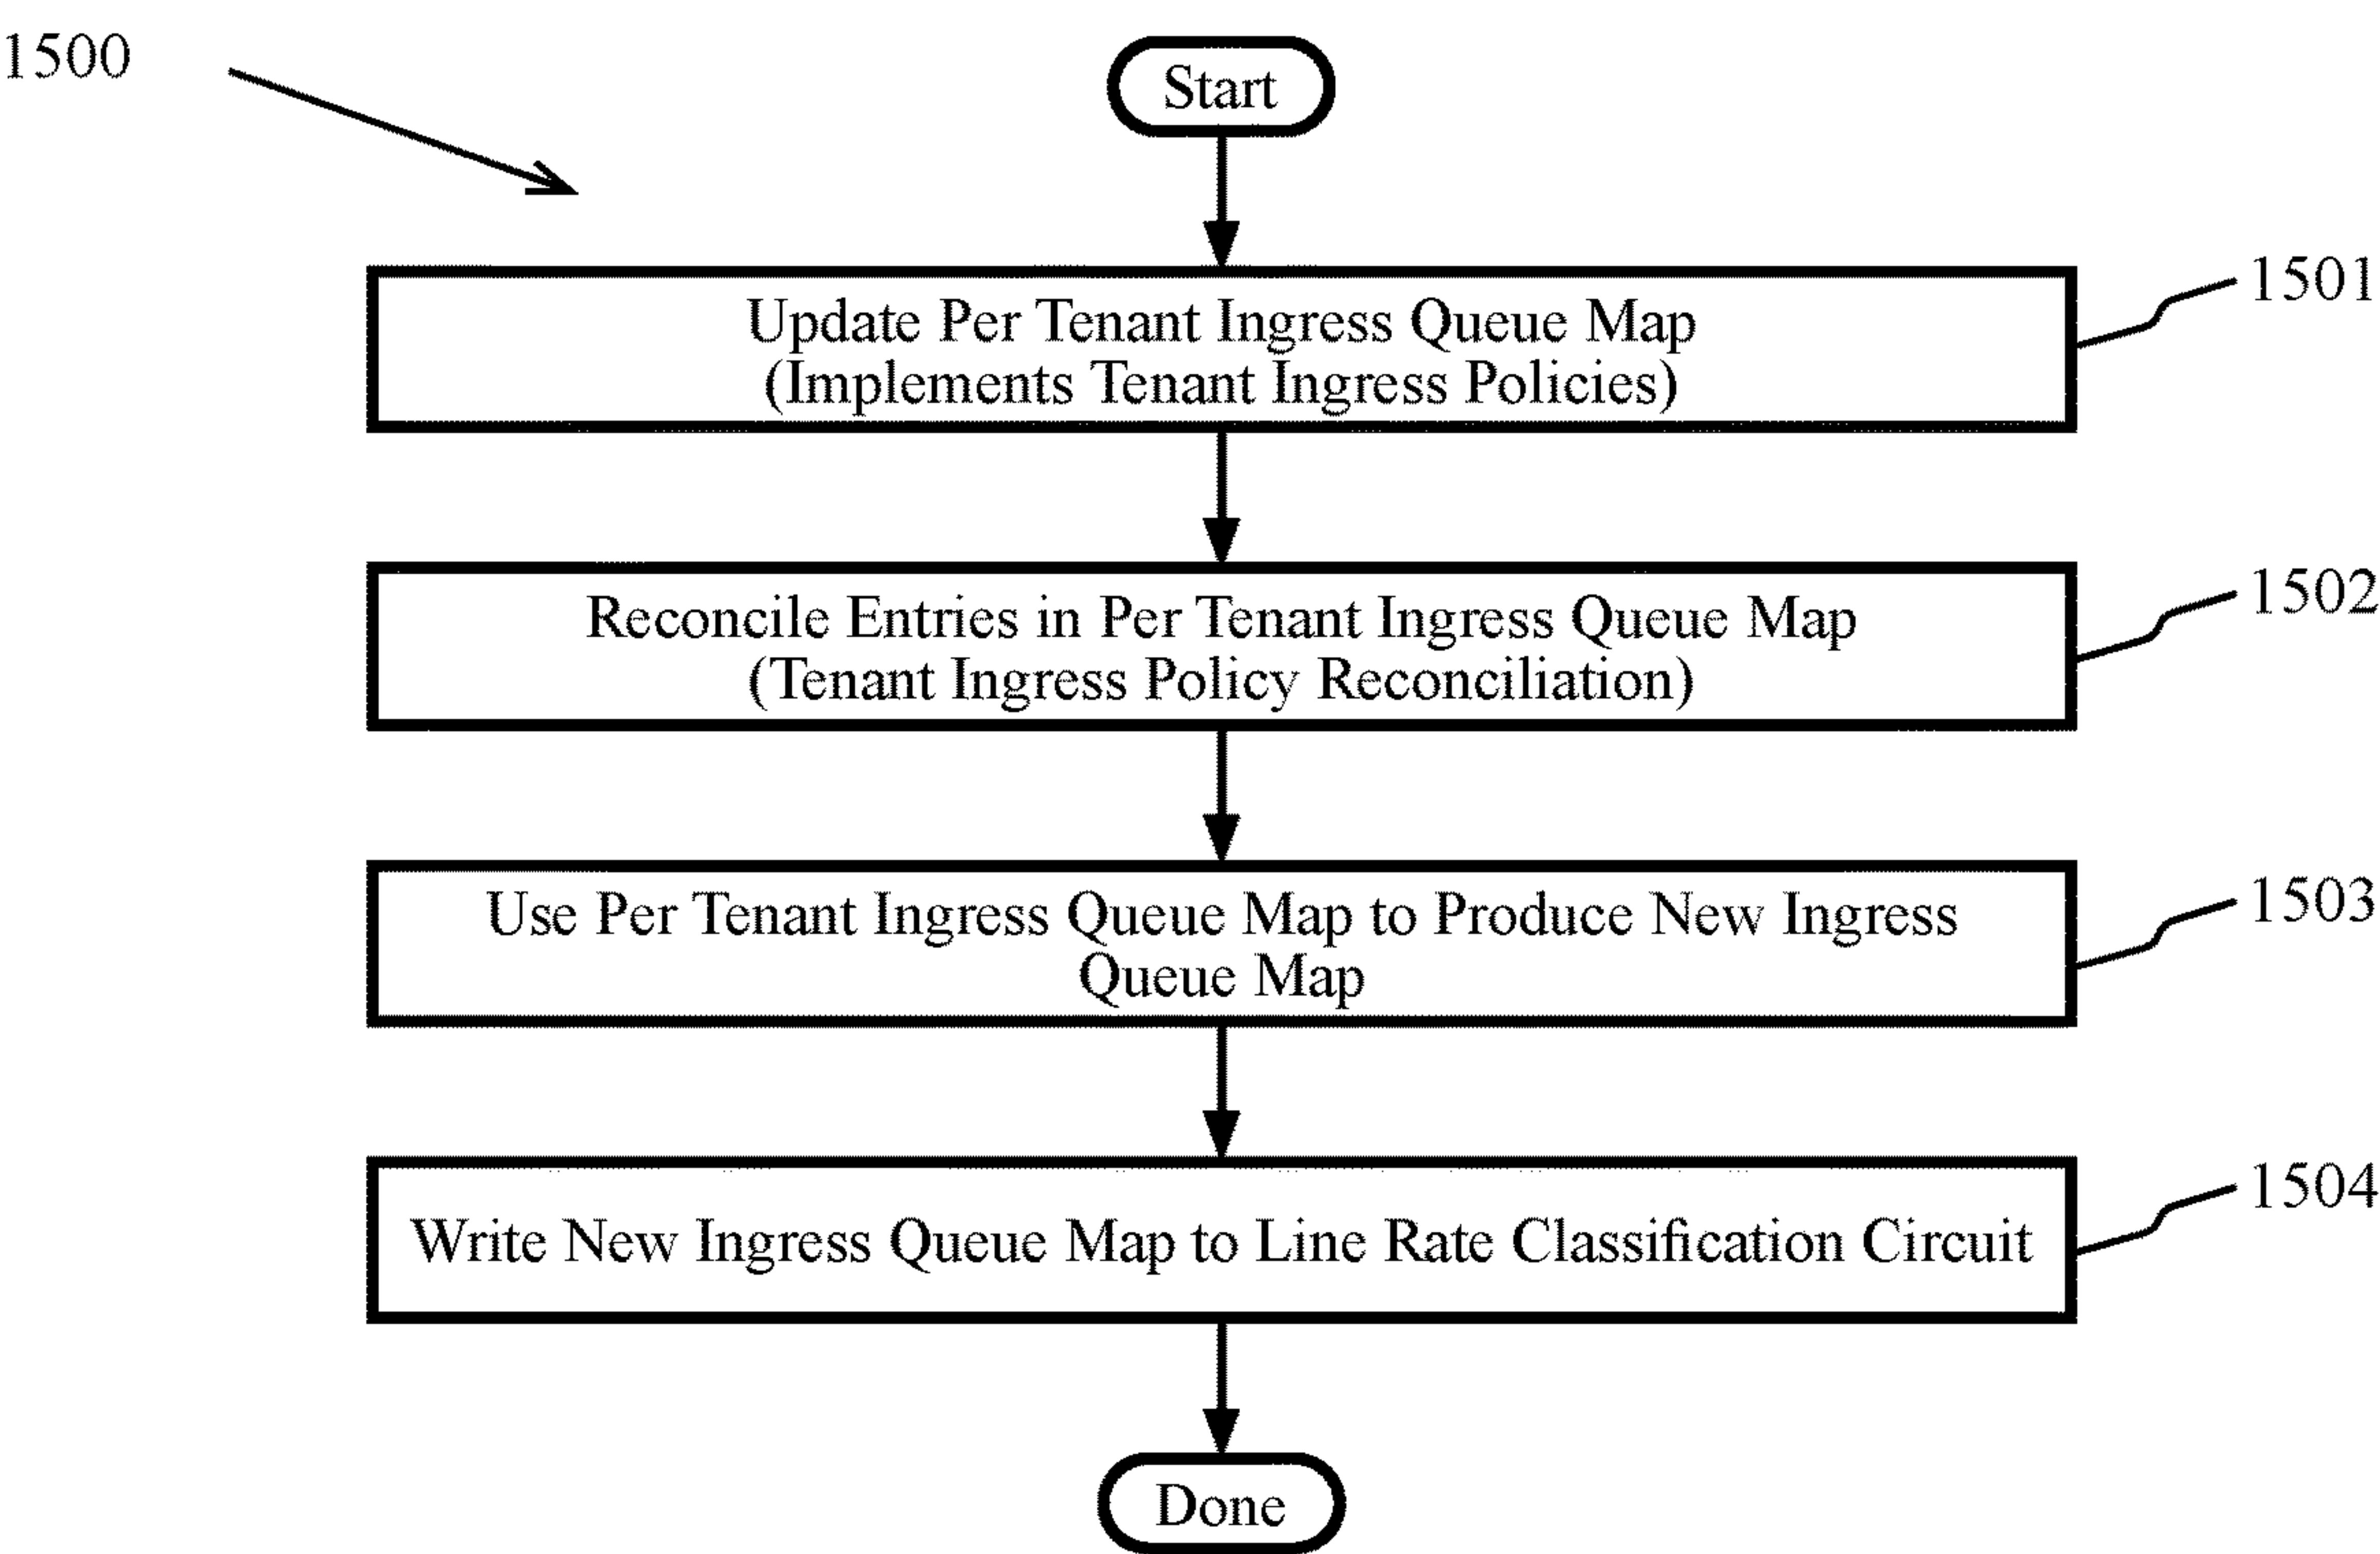 1500
Start
Update Per Tenant Ingress Queue Map
(Implements Tenant Ingress Policies)
1501
Reconcile Entries in Per Tenant Ingress Queue Map
(Tenant Ingress Policy Reconciliation)
1502
Use Per Tenant Ingress Queue Map to Produce New Ingress
Queue Map
1503
Write New Ingress Queue Map to Line Rate Classification Circuit
1504
Done